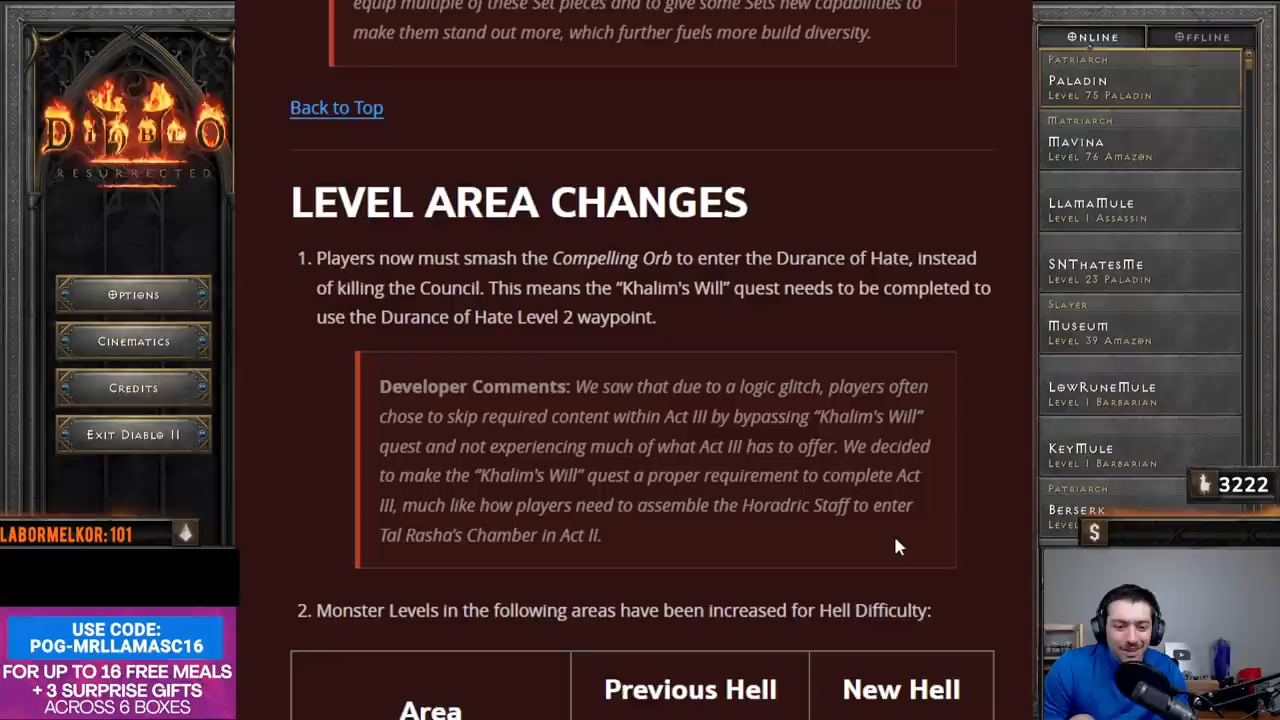 equip multiple of these Set pieces and to give some Sets new capabilities to
make them stand out more, which further fuels more build diversity.
Back to Top
LEVEL AREA CHANGES
1. Players now must smash the Compelling Orb to enter the Durance of Hate, instead
of killing the Council. This means the “Khalim's Will” quest needs to be completed to
use the Durance of Hate Level 2 waypoint.
Developer Comments: We saw that due to a logic glitch, players often
chose to skip required content within Act III by bypassing “Khalim's Will”
quest and not experiencing much of what Act III has to offer. We decided
to make the “Khalim's Will” quest a proper requirement to complete Act
III, much like how players need to assemble the Horadric Staff to enter
Tal Rasha's Chamber in Act II.
2. Monster Levels in the following areas have been increased for Hell Difficulty:
Area
Previous Hell
New Hell
DIABLO
II
RESURRECTED
Options
Cinematics
Credits
Exit Diablo II
LABORMELKOR: 101
USE CODE:
POG-MRLLAMASC16
FOR UP TO 16 FREE MEALS
+ 3 SURPRISE GIFTS
ACROSS 6 BOXES
Online
Offline
Patriarch
Paladin
Level 75 Paladin
Matriarch
Mavina
Level 76 Amazon
LlamaMule
Level 1 Assassin
SNThatesMe
Level 23 Paladin
Slayer
Museum
Level 39 Amazon
LowRuneMule
Level 1 Barbarian
KeyMule
Level 1 Barbarian
Patriarch
Berserk
Level
3222
$